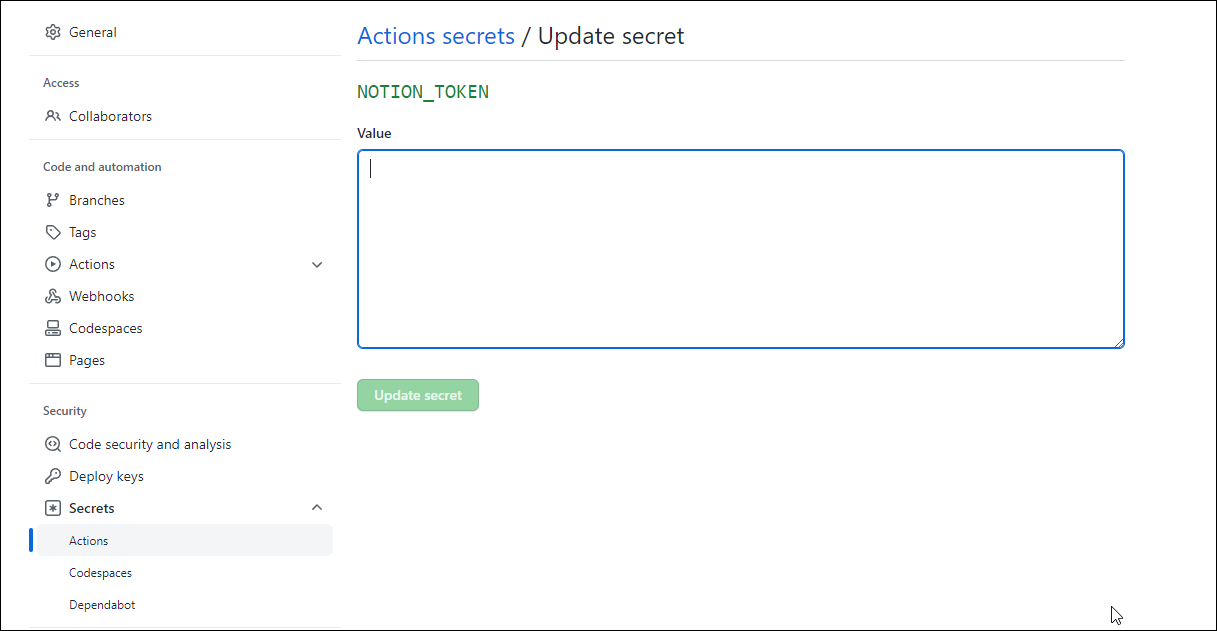 General
Access
Collaborators
Code and automation
Branches
Tags
Actions
Webhooks
Codespaces
Pages
Security
Code security and analysis
Deploy keys
Secrets
Actions
Codespaces
Dependabot
Actions secrets / Update secret
NOTION_TOKEN
Value
Update secret